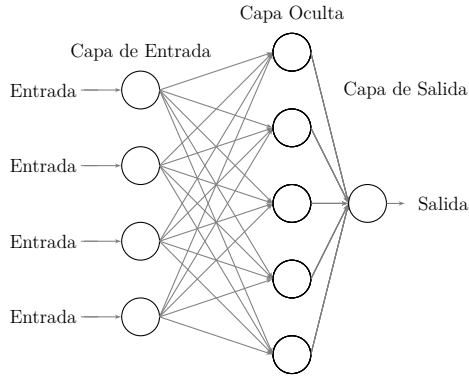 Capa Oculta
Capa de Entrada
Capa de Salida
Entrada
Entrada
Salida
Entrada
Entrada